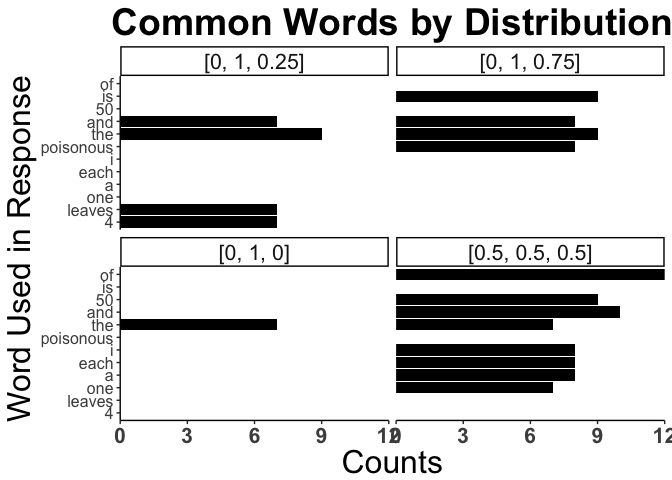 Common Words by Distribution
[0, 1, 0.25]
[0, 1, 0.75]
of
is
50
and
the
poisonous
i
each
a
one
leaves
4
[0, 1, 0]
[0.5, 0.5, 0.5]
of
is
50
and
the
poisonous
i
each
a
one
leaves
4
0 3 6 9 12
0 3 6 9 12
Counts
Word Used in Response